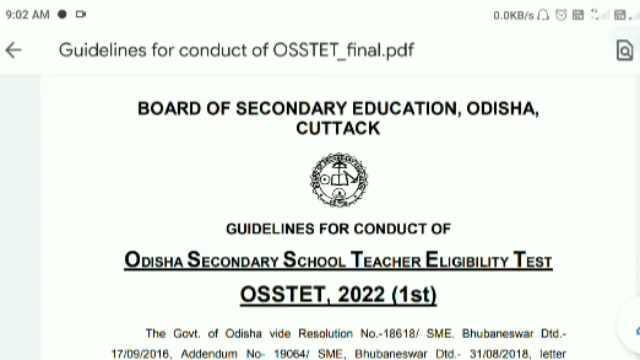 9:02 AM
0.0KB/s
Guidelines for conduct of OSSTET_final.pdf
BOARD OF SECONDARY EDUCATION, ODISHA,
CUTTACK
GUIDELINES FOR CONDUCT OF
ODISHA SECONDARY SCHOOL TEACHER ELIGIBILITY TEST
OSSTET, 2022 (1st)
The Govt. of Odisha vide Resolution No.-18618/ SME, Bhubaneswar Dtd.-
17/09/2016, Addendum No- 19064/ SME, Bhubaneswar Dtd.- 31/08/2018, letter